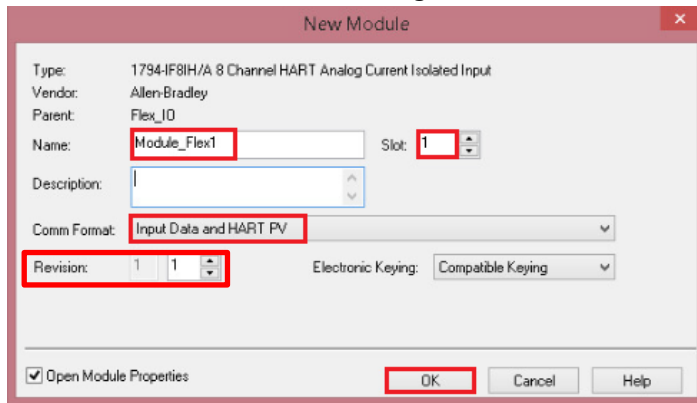 New Module
Type: 1794-IF8IH/A 8 Channel HART Analog Current Isolated Input
Vendor: Allen-Bradley
Parent: Flex_IO
Name: Module_Flex1 Slot: 1
Description:
Comm Format: Input Data and HART PV
Revision: 1 1 Electronic Keying: Compatible Keying
Open Module Properties OK Cancel Help